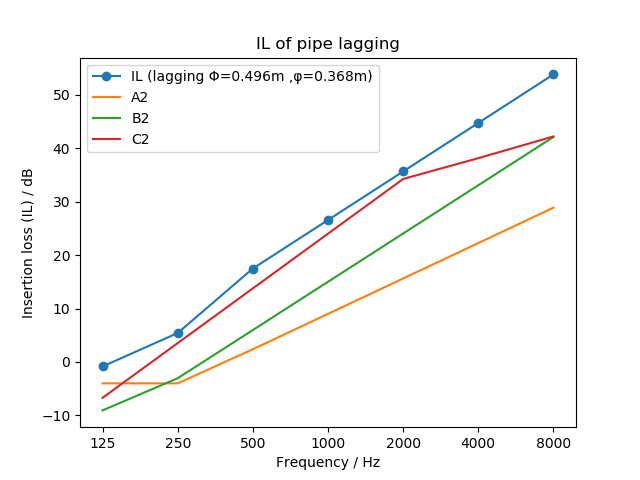 IL of pipe lagging
IL (lagging Φ=0.496m ,φ=0.368m)
A2
B2
C2
Insertion loss (IL) / dB
50
40
30
20
10
0
−10
125 250 500 1000 2000 4000 8000
Frequency / Hz